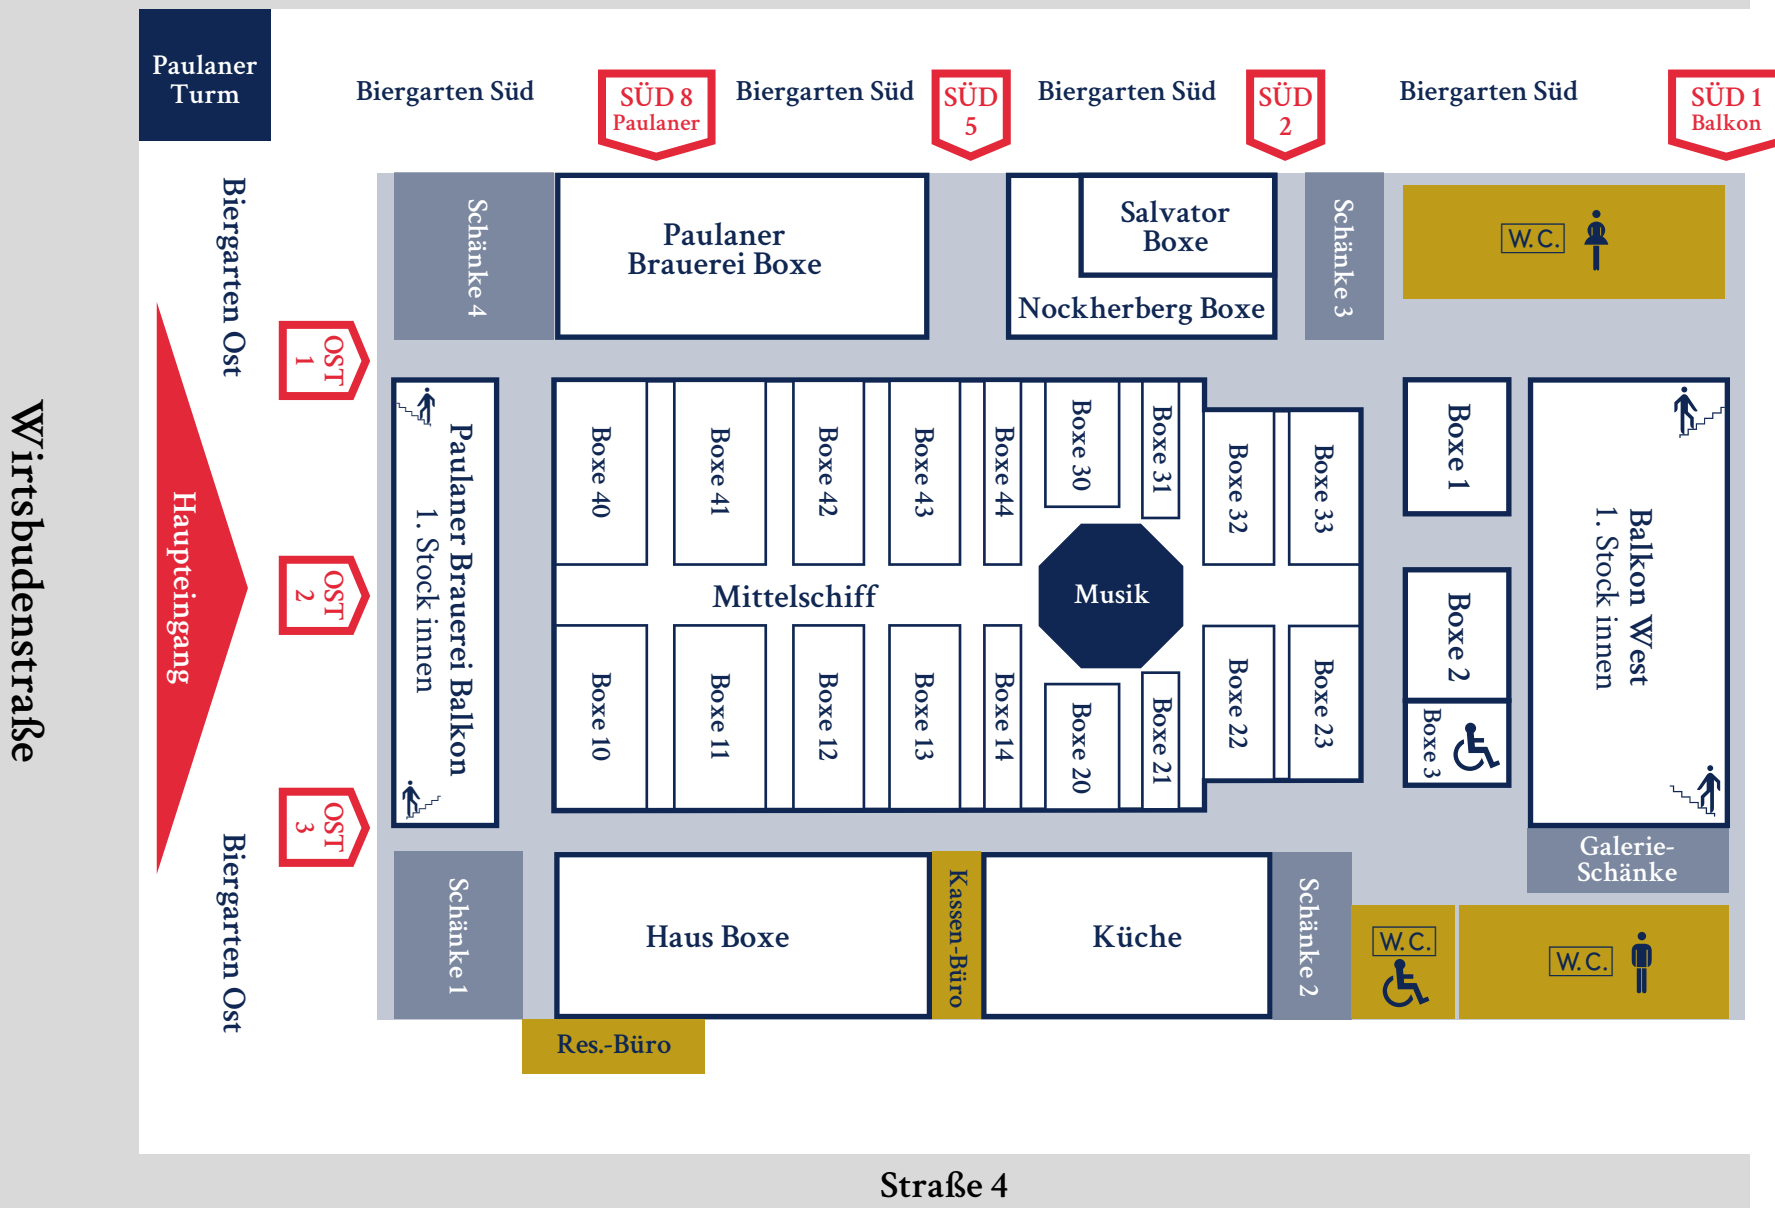 Paulaner
Turm
Biergarten Süd
SÜD 8
Paulaner
Biergarten Süd
SÜD
5
Biergarten Süd
SÜD
2
Biergarten Süd
SÜD 1
Balkon
Biergarten Ost
Schänke 4
Paulaner
Brauerei Boxe
Salvator
Boxe
Nockherberg Boxe
Schänke 3
W.C.
OST
1
Wirtsbudenstraße
Haupteingang
OST
2
OST
3
Paulaner Brauerei Balkon
1. Stock innen
Boxe 40
Boxe 41
Boxe 42
Boxe 43
Boxe 44
Boxe 30
Boxe 31
Boxe 32
Boxe 33
Mittelschiff
Musik
Boxe 10
Boxe 11
Boxe 12
Boxe 13
Boxe 14
Boxe 20
Boxe 21
Boxe 22
Boxe 23
Boxe 1
Boxe 2
Boxe 3
Balkon West
1. Stock innen
Galerie-
Schänke
Biergarten Ost
Schänke 1
Haus Boxe
Kassen-Büro
Küche
Schänke 2
W.C.
W.C.
Res.-Büro
Straße 4